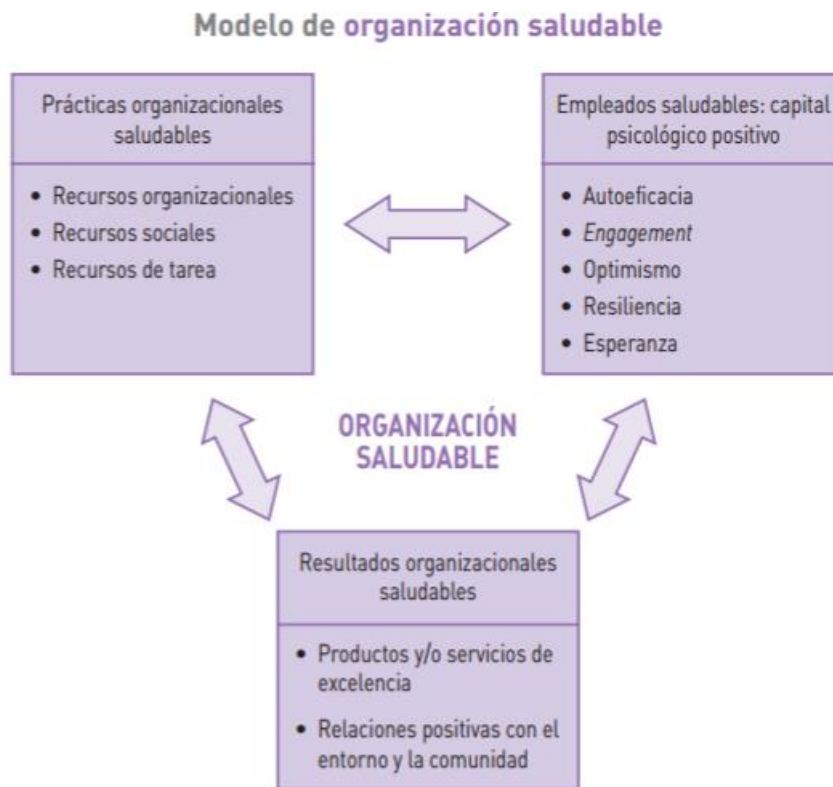 Modelo de organización saludable
Prácticas organizacionales
saludables
• Recursos organizacionales
• Recursos sociales
• Recursos de tarea
Empleados saludables: capital
psicológico positivo
• Autoeficacia
• Engagement
• Optimismo
• Resiliencia
• Esperanza
ORGANIZACIÓN
SALUDABLE
Resultados organizacionales
saludables
• Productos y/o servicios de
excelencia
• Relaciones positivas con el
entorno y la comunidad